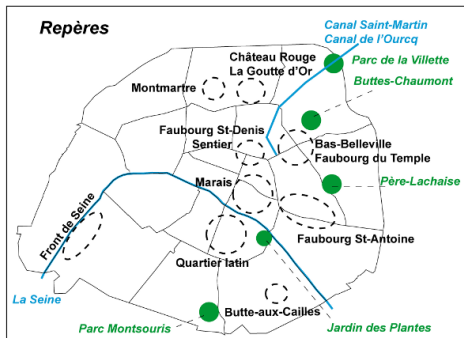 Repères
Canal Saint-Martin
Canal de l'Ourcq
Château Rouge
La Goutte d'Or
Parc de la Villette
Montmartre
Buttes-Chaumont
Faubourg St-Denis
Sentier
Bas-Belleville
Faubourg du Temple
Marais
Père-Lachaise
Front de Seine
Faubourg St-Antoine
Quartier latin
La Seine
Butte-aux-Cailles
Parc Montsouris
Jardin des Plantes